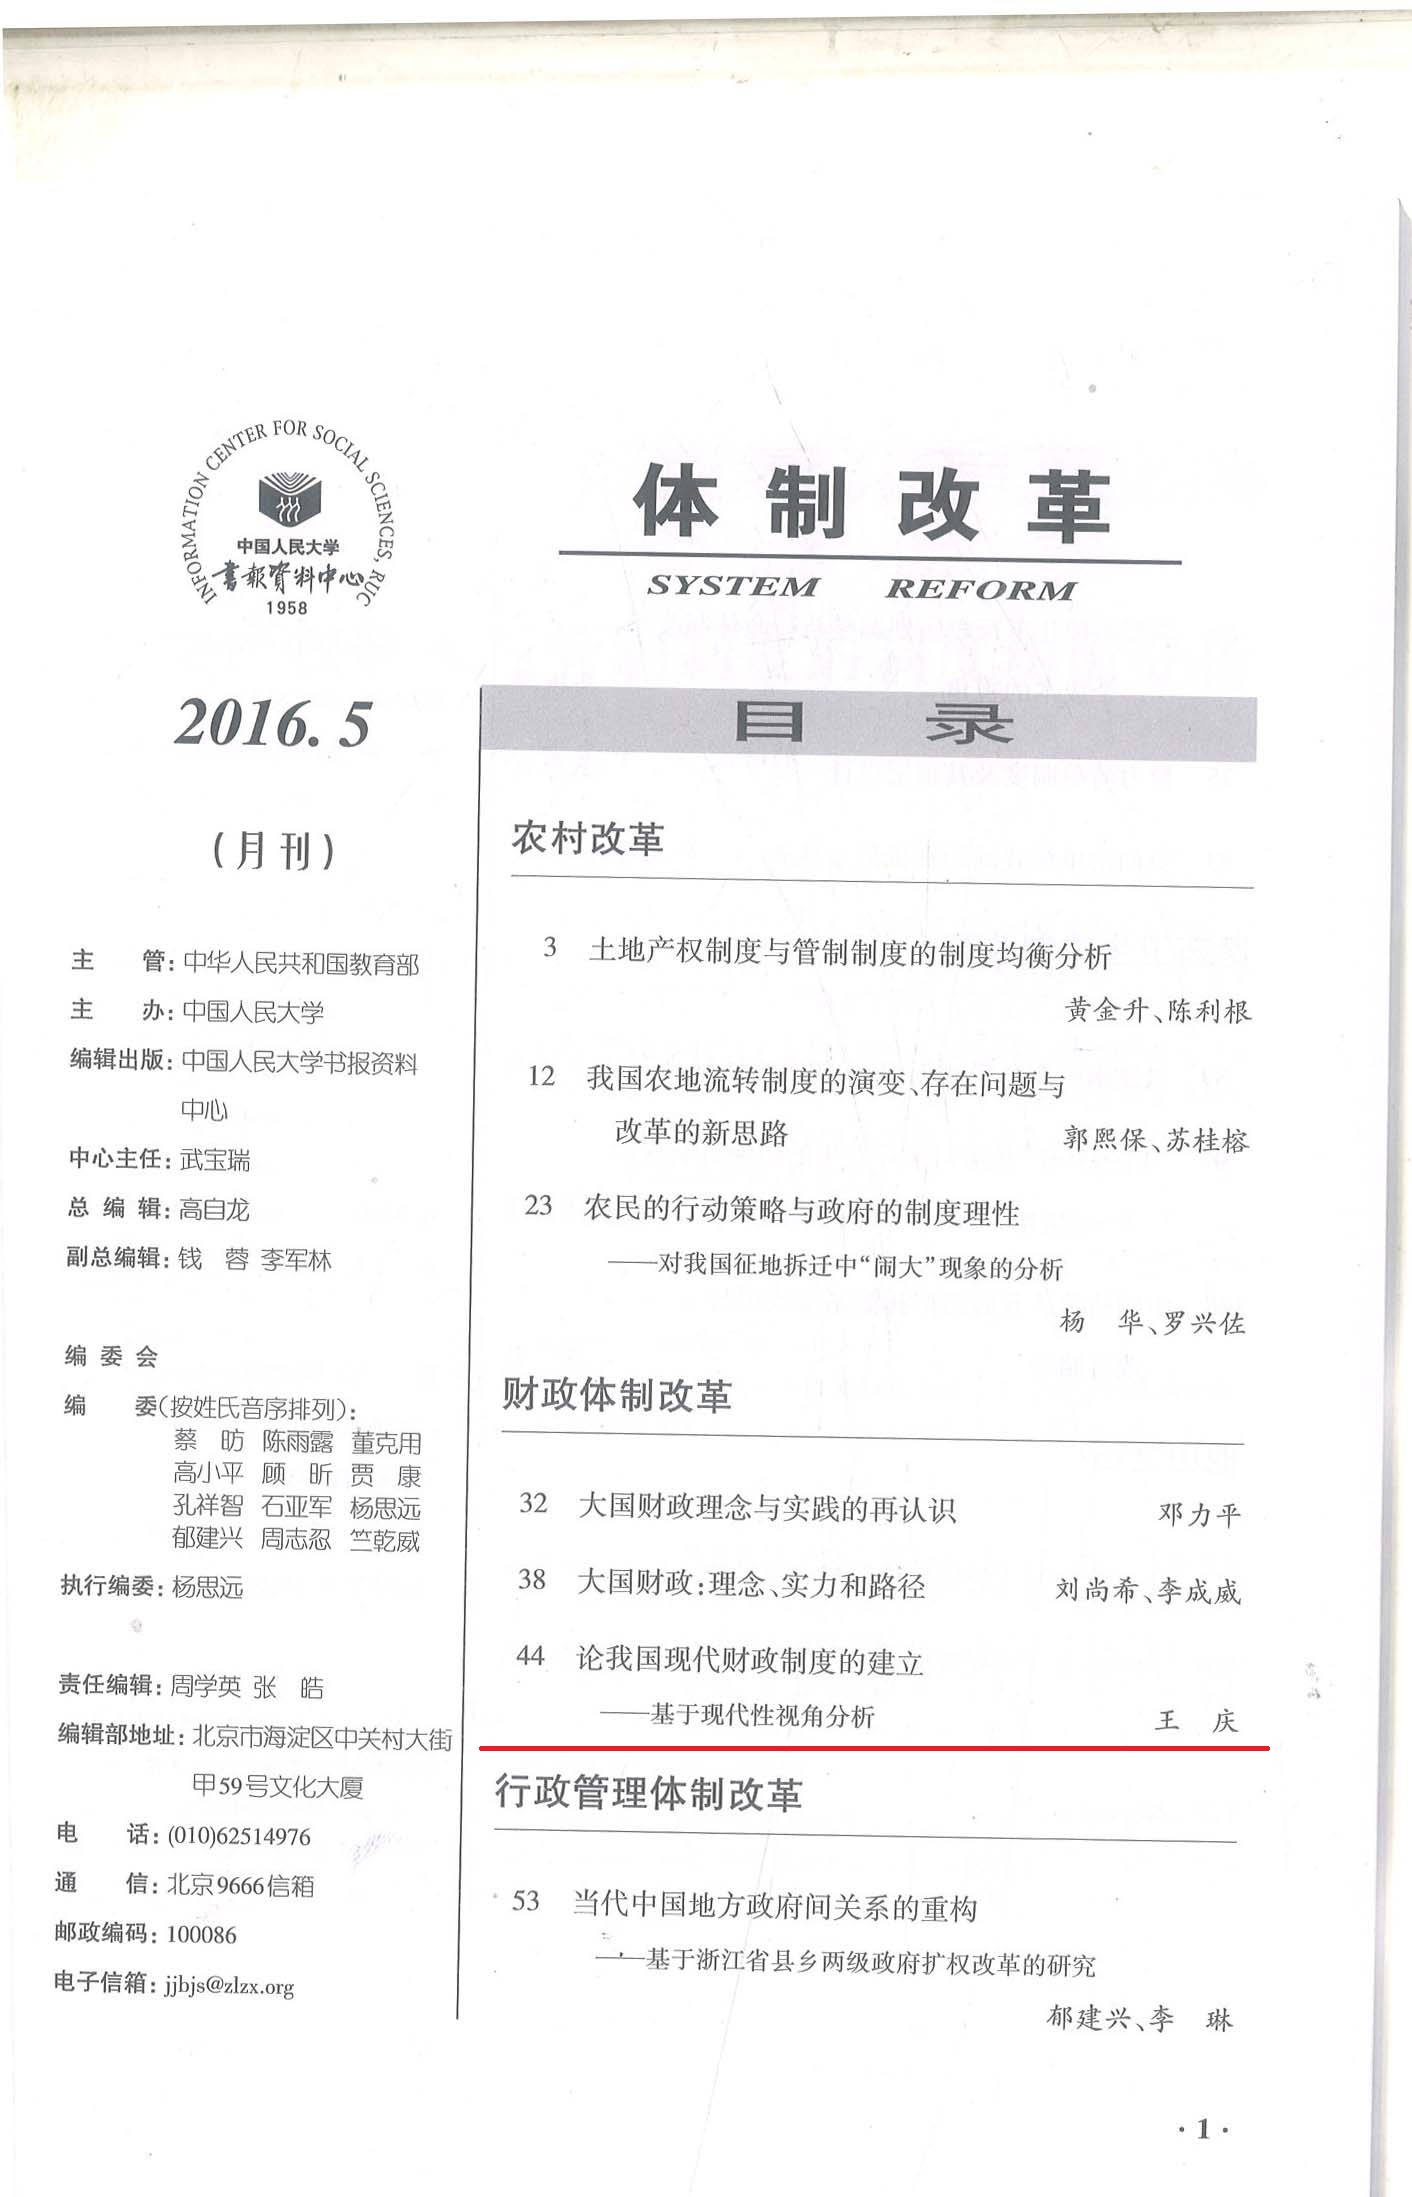 INFORMATION CENTER FOR SOCIAL SCIENCES, RUC
中国人民大学
書報資料中心
1958
体制改革
SYSTEM REFORM
2016.5
(月刊)
主 管:中华人民共和国教育部
主 办:中国人民大学
编辑出版:中国人民大学书报资料
中心
中心主任:武宝瑞
总 编 辑:高自龙
副总编辑:钱 蓉 李军林
编 委 会
编 委(按姓氏音序排列):
蔡 昉 陈雨露 董克用
高小平 顾 昕 贾 康
孔祥智 石亚军 杨思远
郁建兴 周志忍 竺乾威
执行编委:杨思远
责任编辑:周学英 张 皓
编辑部地址:北京市海淀区中关村大街
甲59号文化大厦
电 话:(010)62514976
通 信:北京9666信箱
邮政编码:100086
电子信箱:jjbjs@zlzx.org
目 录
农村改革
3 土地产权制度与管制制度的制度均衡分析
黄金升、陈利根
12 我国农地流转制度的演变、存在问题与
改革的新思路 郭熙保、苏桂榕
23 农民的行动策略与政府的制度理性
——对我国征地拆迁中“闹大”现象的分析
杨 华、罗兴佐
财政体制改革
32 大国财政理念与实践的再认识 邓力平
38 大国财政:理念、实力和路径 刘尚希、李成威
44 论我国现代财政制度的建立
——基于现代性视角分析 王 庆
行政管理体制改革
53 当代中国地方政府间关系的重构
——基于浙江省县乡两级政府扩权改革的研究
郁建兴、李 琳
·1·